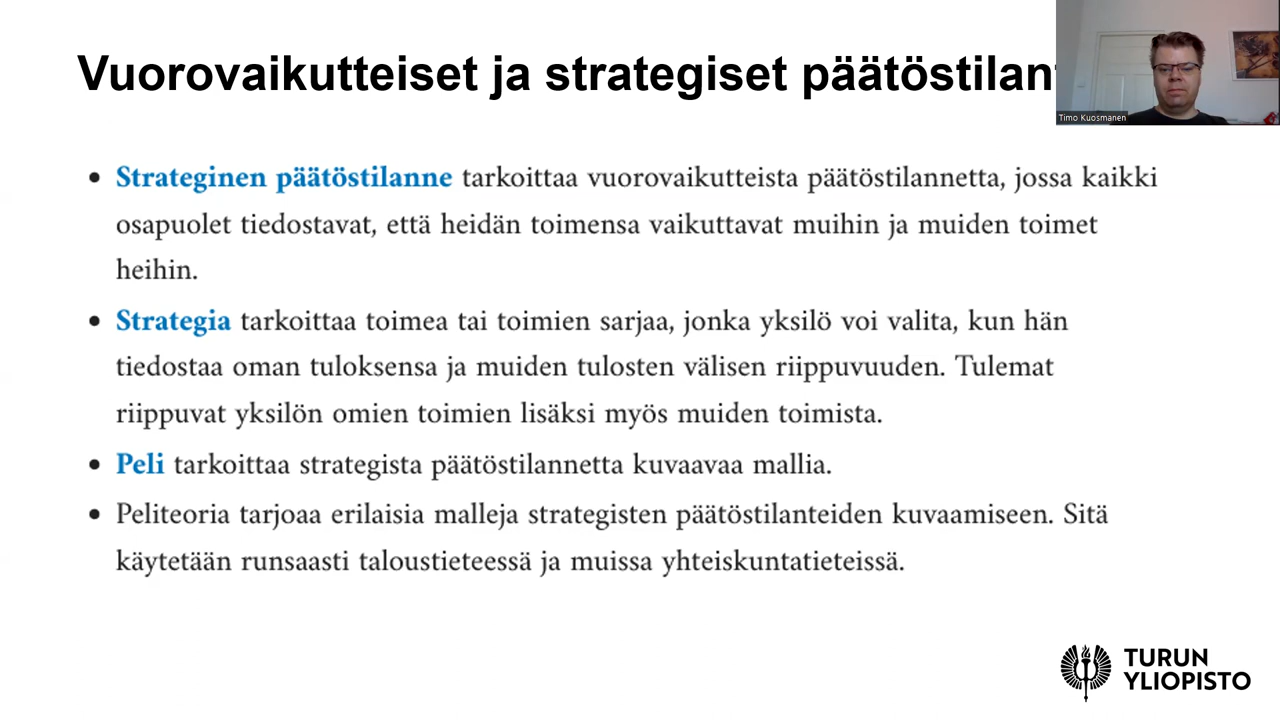 Vuorovaikutteiset ja strategiset päätöstilan
Timo Kuosmanen
• Strateginen päätöstilanne tarkoittaa vuorovaikutteista päätöstilannetta, jossa kaikki
osapuolet tiedostavat, että heidän toimensa vaikuttavat muihin ja muiden toimet
heihin.
• Strategia tarkoittaa toimea tai toimien sarjaa, jonka yksilö voi valita, kun hän
tiedostaa oman tuloksensa ja muiden tulosten välisen riippuvuuden. Tulemat
riippuvat yksilön omien toimien lisäksi myös muiden toimista.
• Peli tarkoittaa strategista päätöstilannetta kuvaavaa mallia.
• Peliteoria tarjoaa erilaisia malleja strategisten päätöstilanteiden kuvaamiseen. Sitä
käytetään runsaasti taloustieteessä ja muissa yhteiskuntatieteissä.
TURUN
YLIOPISTO